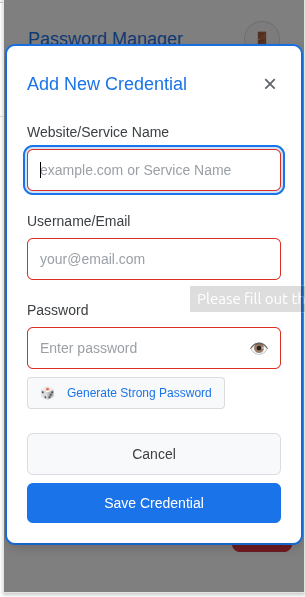 Password Manager
Add New Credential
Website/Service Name
example.com or Service Name
Username/Email
your@email.com
Please fill out
Password
Enter password
Generate Strong Password
Cancel
Save Credential